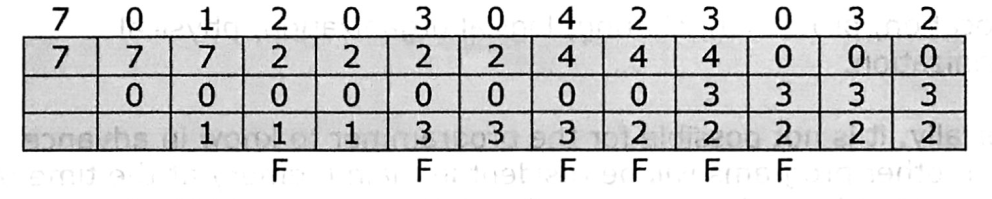 7 0 1 2 0 3 0 4 2 3 0 3 2
7 7 7 2 2 2 2 4 4 4 0 0 0
0 0 0 0 0 0 0 0 3 3 3 3
1 1 1 3 3 3 2 2 2 2 2
F F F F F F